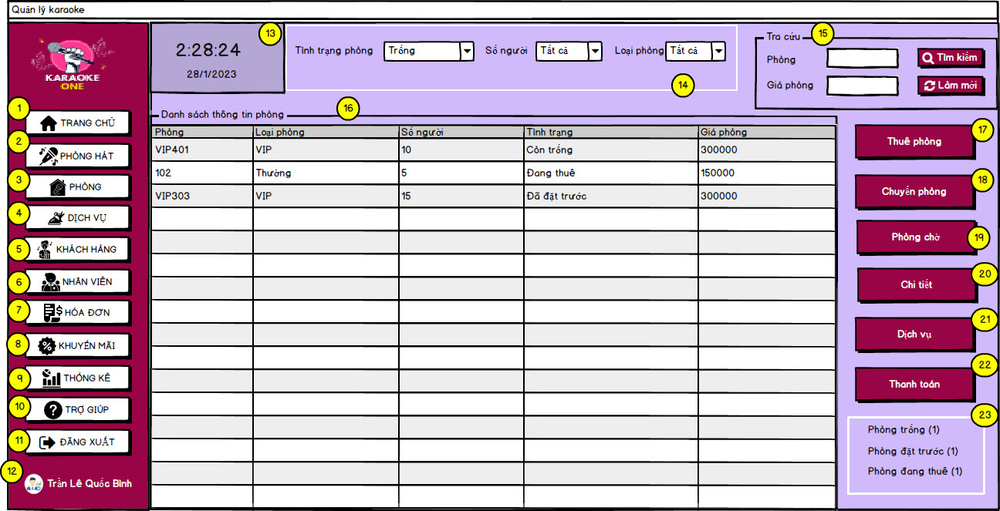 Quản lý karaoke
KARAOKE
ONE
1
TRANG CHỦ
2
PHÒNG HÁT
3
PHÒNG
4
DỊCH VỤ
5
KHÁCH HÀNG
6
NHÂN VIÊN
7
HÓA ĐƠN
8
KHUYẾN MÃI
9
THỐNG KÊ
10
TRỢ GIÚP
11
ĐĂNG XUẤT
12
Trần Lê Quốc Bình
13
2:28:24
28/1/2023
Tình trạng phòng Trống Số người Tất cả Loại phòng Tất cả
14
Tra cứu 15
Phòng Tìm kiếm
Giá phòng Làm mới
16
Danh sách thông tin phòng
Phòng Loại phòng Số người Tình trạng Giá phòng
VIP401 VIP 10 Còn trống 300000
102 Thường 5 Đang thuê 150000
VIP303 VIP 15 Đã đặt trước 300000
17
Thuê phòng
18
Chuyển phòng
Phòng chờ 19
20
Chi tiết
21
Dịch vụ
22
Thanh toán
23
Phòng trống (1)
Phòng đặt trước (1)
Phòng đang thuê (1)